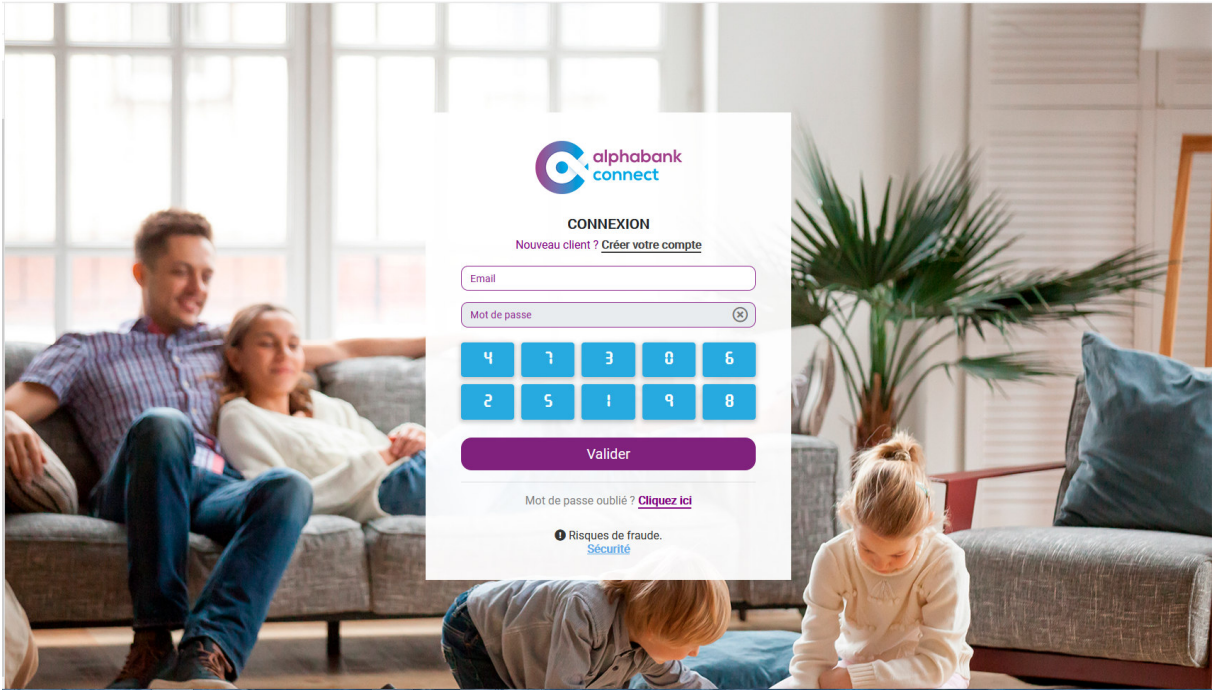 alphabank
connect
CONNEXION
Nouveau client ? Créer votre compte
Email
Mot de passe
4 7 3 0 6
2 5 1 9 8
Valider
Mot de passe oublié ? Cliquez ici
Risques de fraude.
Sécurité